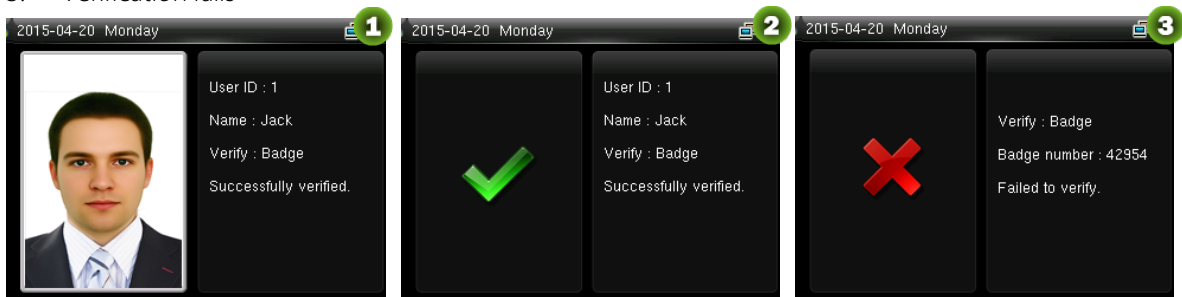 Verification fails
2015-04-20 Monday
1
User ID : 1
Name : Jack
Verify : Badge
Successfully verified.
2015-04-20 Monday
2
User ID : 1
Name : Jack
Verify : Badge
Successfully verified.
2015-04-20 Monday
3
Verify : Badge
Badge number : 42954
Failed to verify.